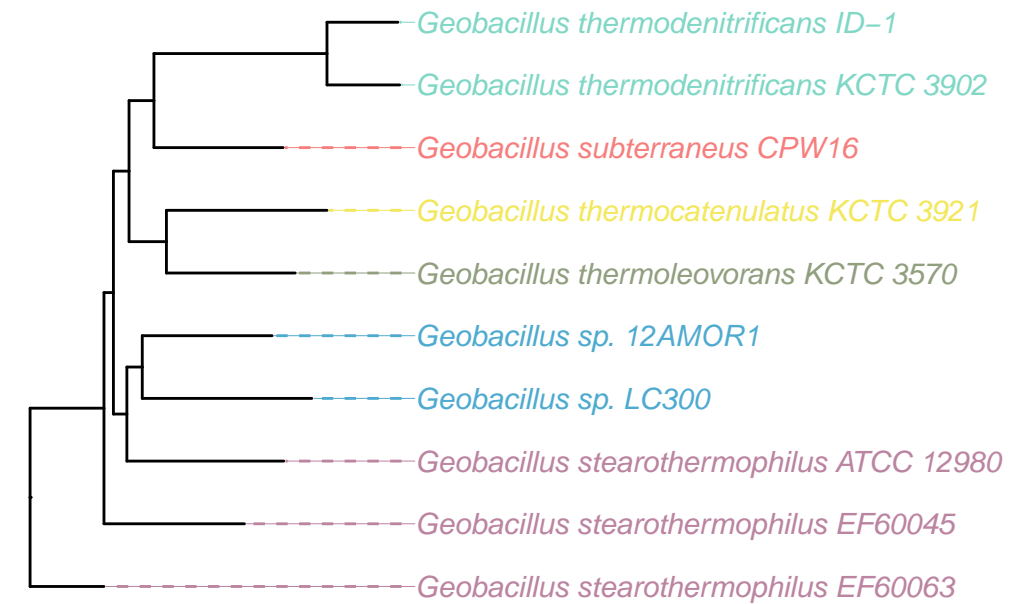 Geobacillus thermodenitrificans ID−1
Geobacillus thermodenitrificans KCTC 3902
Geobacillus subterraneus CPW16
Geobacillus thermocatenulatus KCTC 3921
Geobacillus thermoleovorans KCTC 3570
Geobacillus sp. 12AMOR1
Geobacillus sp. LC300
Geobacillus stearothermophilus ATCC 12980
Geobacillus stearothermophilus EF60045
Geobacillus stearothermophilus EF60063